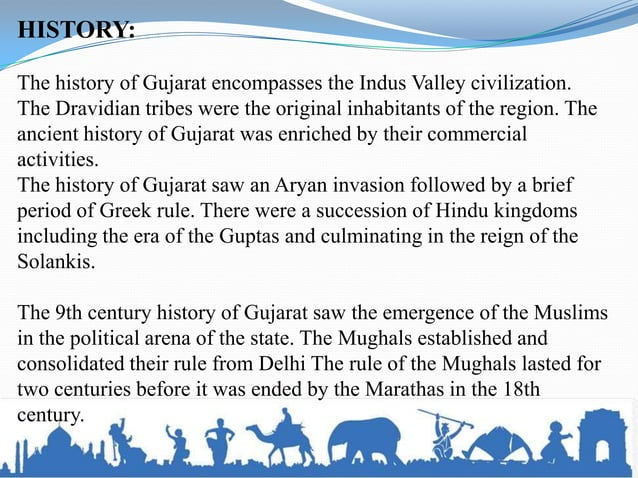 HISTORY:
The history of Gujarat encompasses the Indus Valley civilization.
The Dravidian tribes were the original inhabitants of the region. The
ancient history of Gujarat was enriched by their commercial
activities.
The history of Gujarat saw an Aryan invasion followed by a brief
period of Greek rule. There were a succession of Hindu kingdoms
including the era of the Guptas and culminating in the reign of the
Solankis.
The 9th century history of Gujarat saw the emergence of the Muslims
in the political arena of the state. The Mughals established and
consolidated their rule from Delhi The rule of the Mughals lasted for
two centuries before it was ended by the Marathas in the 18th
century.